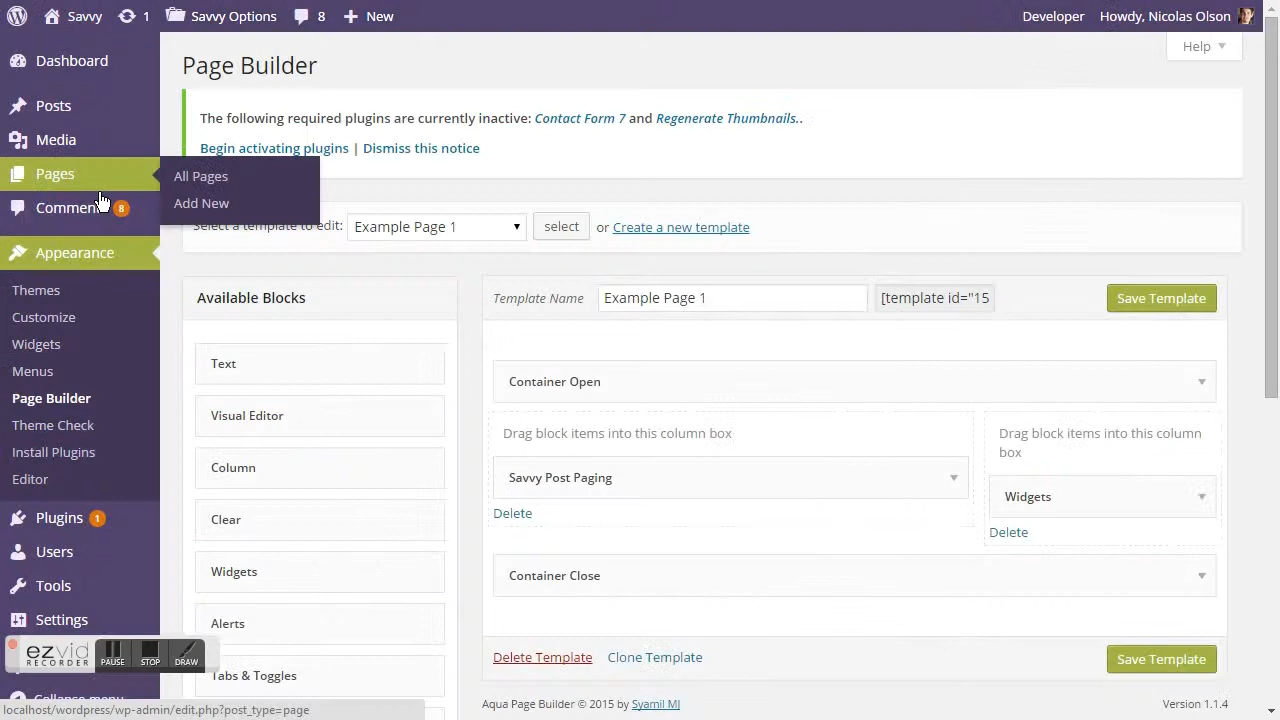 Savvy
1
Savvy Options
8
New
Developer
Howdy, Nicolas Olson
Dashboard
Posts
Media
Pages
Comment
8
Appearance
Themes
Customize
Widgets
Menus
Page Builder
Theme Check
Install Plugins
Editor
Plugins
1
Users
Tools
Settings
Collapse menu
All Pages
Add New
Help
Page Builder
The following required plugins are currently inactive: Contact Form 7 and Regenerate Thumbnails..
Begin activating plugins | Dismiss this notice
Select a template to edit:
Example Page 1
select
or Create a new template
Available Blocks
Text
Visual Editor
Column
Clear
Widgets
Alerts
Tabs & Toggles
Template Name
Example Page 1
[template id="15
Save Template
Container Open
Drag block items into this column box
Savvy Post Paging
Delete
Drag block items into this column
box
Widgets
Delete
Container Close
Delete Template
Clone Template
Save Template
Aqua Page Builder © 2015 by Syamil MJ
Version 1.1.4
ezvid
RECORDER
PAUSE
STOP
DRAW
localhost/wordpress/wp-admin/edit.php?post_type=page